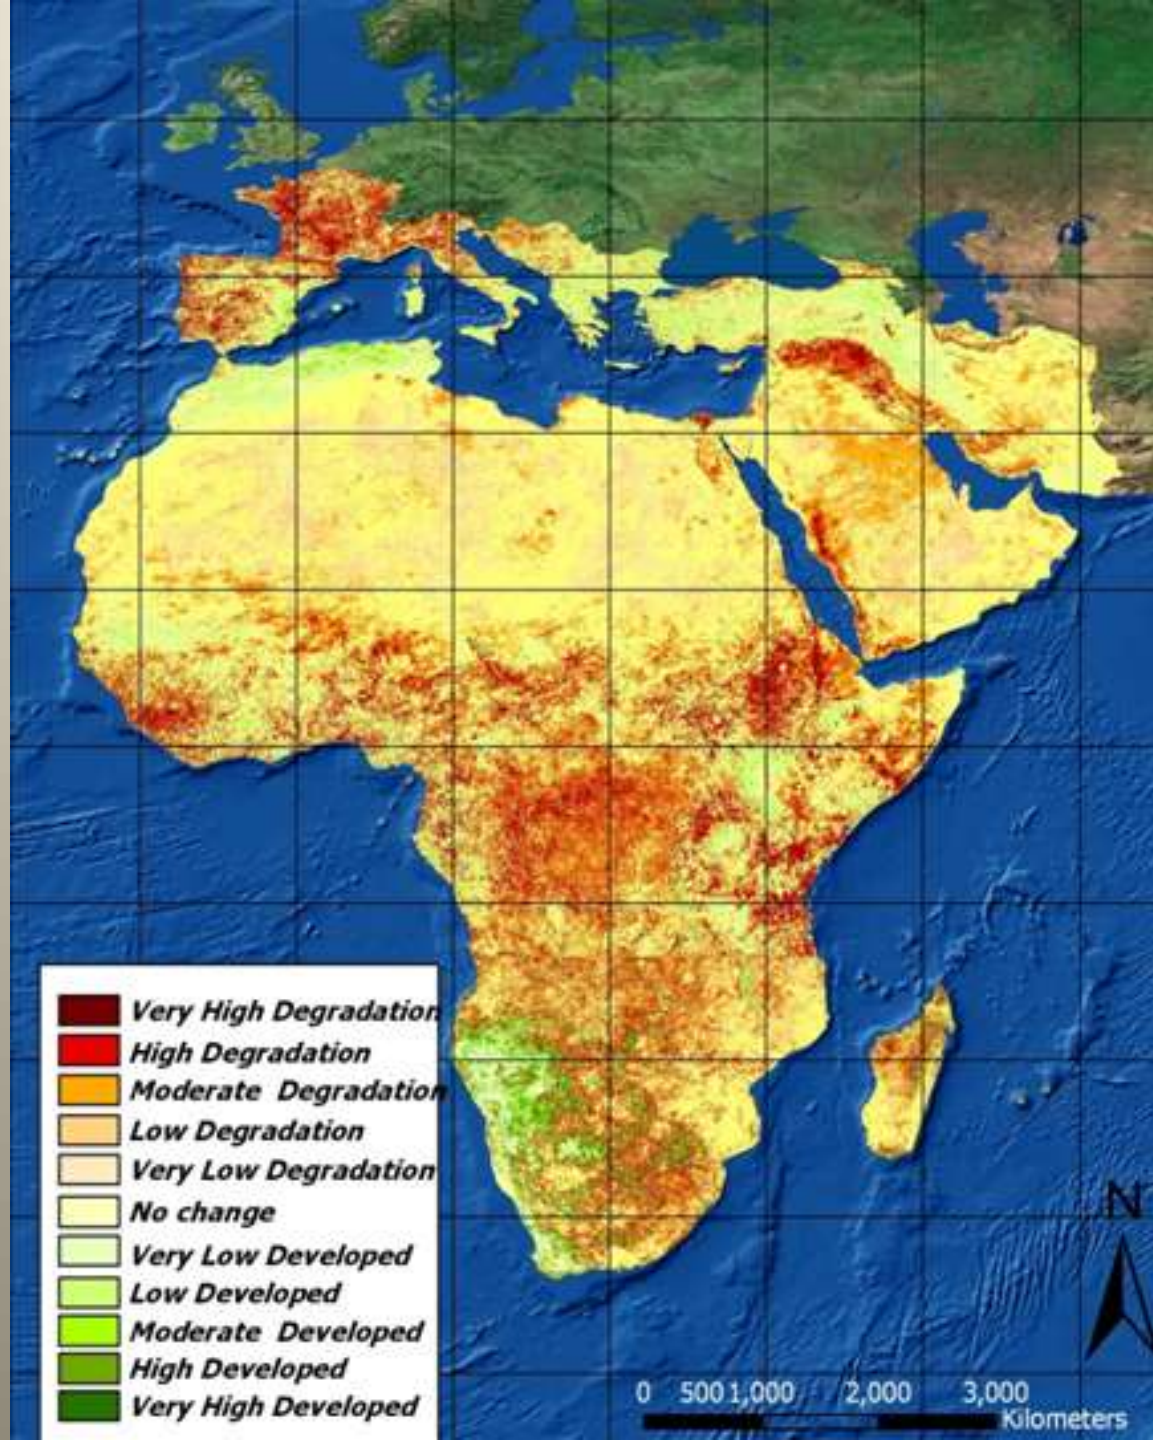 Very High Degradation
High Degradation
Moderate  Degradation
Low Degradation
Very Low Degradation
No change
Very Low Developed
Low Developed
Moderate  Developed
High Developed
Very High Developed
N
0 500 1,000 2,000 3,000
Kilometers